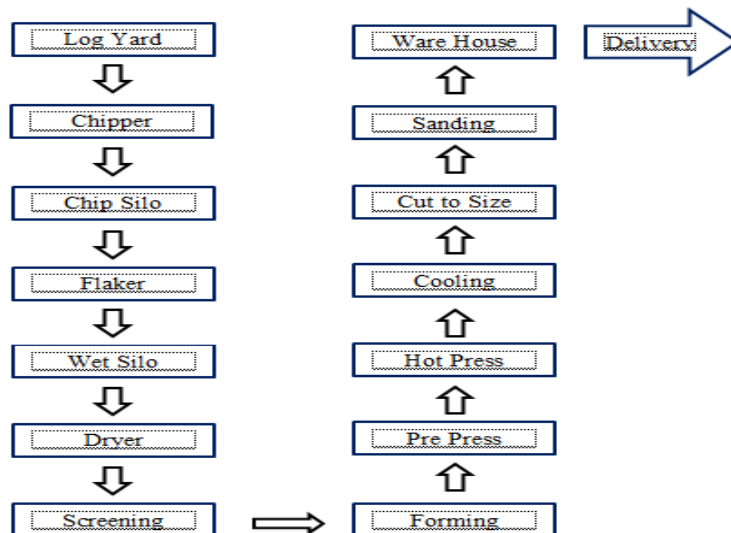 Log Yard
Chipper
Chip Silo
Flaker
Wet Silo
Dryer
Screening
Forming
Pre Press
Hot Press
Cooling
Cut to Size
Sanding
Ware House
Delivery